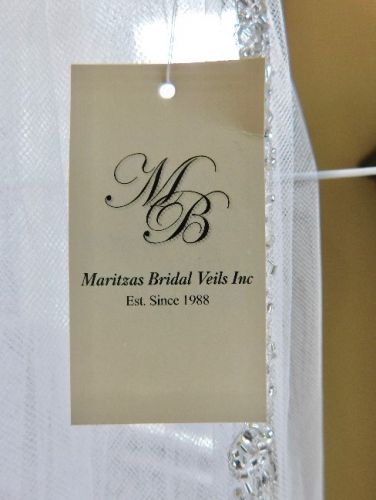 MB
Maritzas Bridal Veils Inc
Est. Since 1988